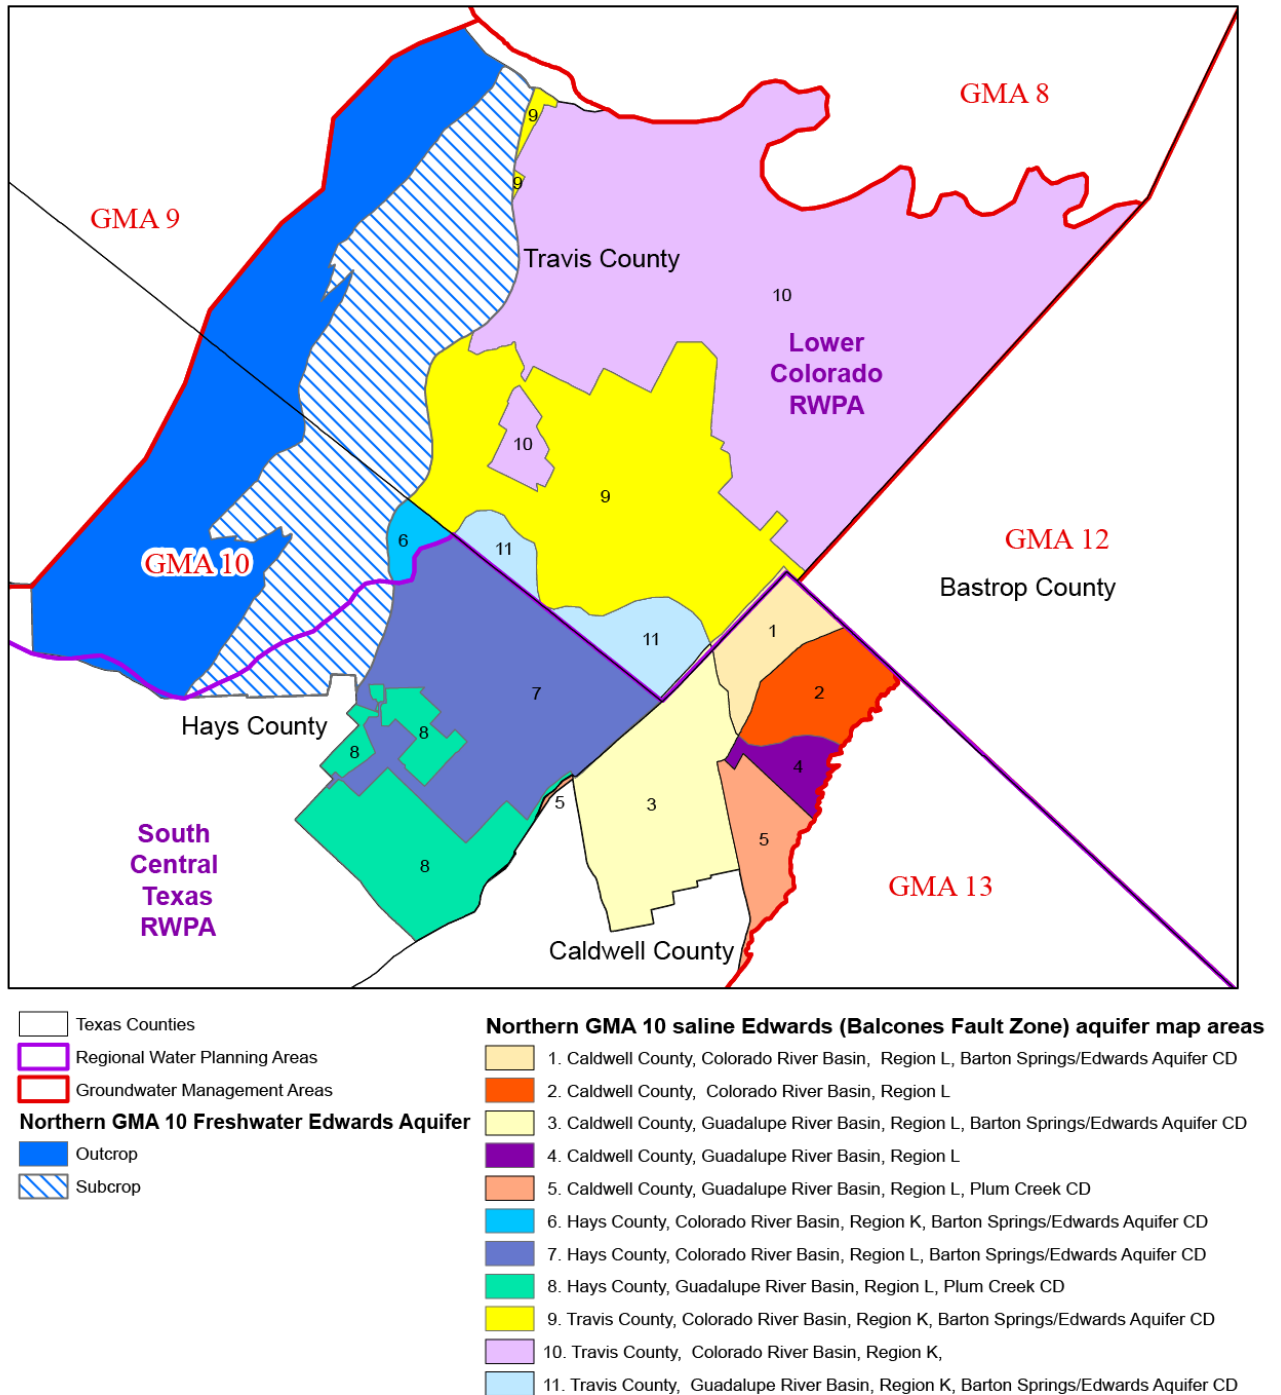 GMA 8
9
GMA 9
9
Travis County
10
Lower
Colorado
RWPA
10
9
GMA 12
6
11
GMA 10
Bastrop County
1
11
2
7
Hays County
8
8
4
5
3
South
Central
Texas
RWPA
5
8
GMA 13
Caldwell County
Texas Counties
Regional Water Planning Areas
Groundwater Management Areas
Northern GMA 10 Freshwater Edwards Aquifer
Outcrop
Subcrop
Northern GMA 10 saline Edwards (Balcones Fault Zone) aquifer map areas
1. Caldwell County, Colorado River Basin, Region L, Barton Springs/Edwards Aquifer CD
2. Caldwell County, Colorado River Basin, Region L
3. Caldwell County, Guadalupe River Basin, Region L, Barton Springs/Edwards Aquifer CD
4. Caldwell County, Guadalupe River Basin, Region L
5. Caldwell County, Guadalupe River Basin, Region L, Plum Creek CD
6. Hays County, Colorado River Basin, Region K, Barton Springs/Edwards Aquifer CD
7. Hays County, Colorado River Basin, Region L, Barton Springs/Edwards Aquifer CD
8. Hays County, Guadalupe River Basin, Region L, Plum Creek CD
9. Travis County, Colorado River Basin, Region K, Barton Springs/Edwards Aquifer CD
10. Travis County, Colorado River Basin, Region K,
11. Travis County, Guadalupe River Basin, Region K, Barton Springs/Edwards Aquifer CD